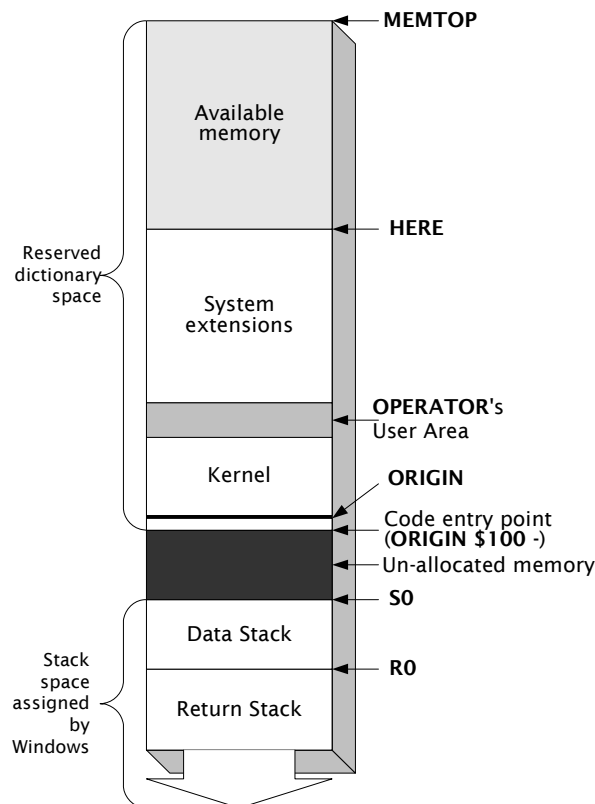 MEMTOP
Available
memory
HERE
Reserved
dictionary
space
System
extensions
OPERATOR's
User Area
Kernel
ORIGIN
Code entry point
(ORIGIN $100 -)
Un-allocated memory
S0
Data Stack
R0
Stack
space
assigned
by
Windows
Return Stack